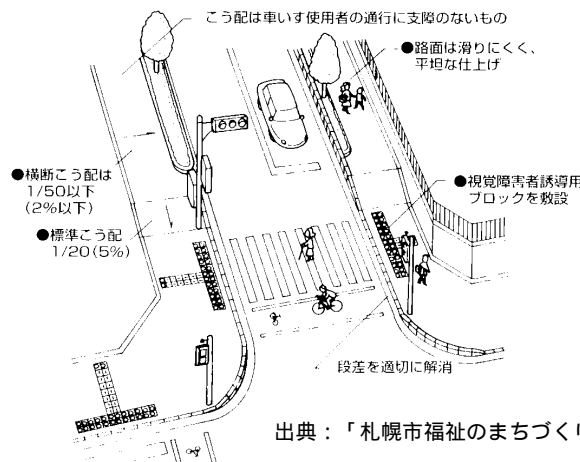 こう配は車いす使用者の通行に支障のないもの
●路面は滑りにくく、
平坦な仕上げ
●横断こう配は
1/50以下
(2%以下)
●標準こう配
1/20(5%)
●視覚障害者誘導用
ブロックを敷設
段差を適切に解消
出典：「札幌市福祉のまちづくり